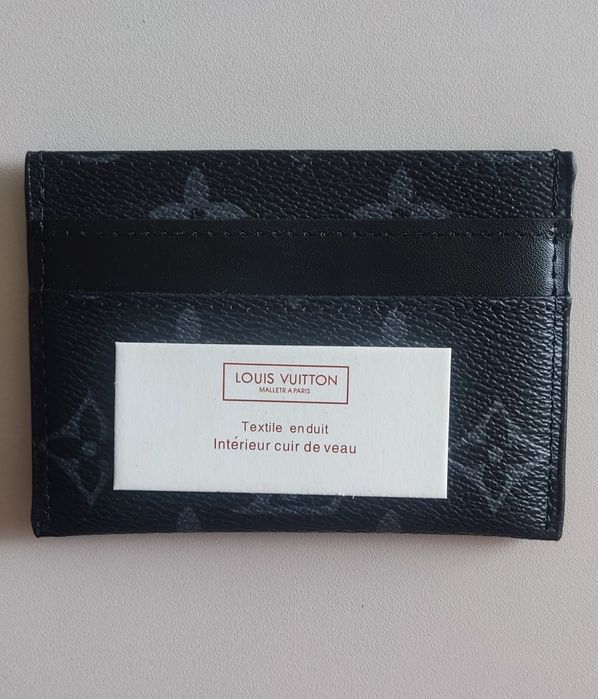 LOUIS VUITTON
MALLETR A PARIS
Textile enduit
Intérieur cuir de veau